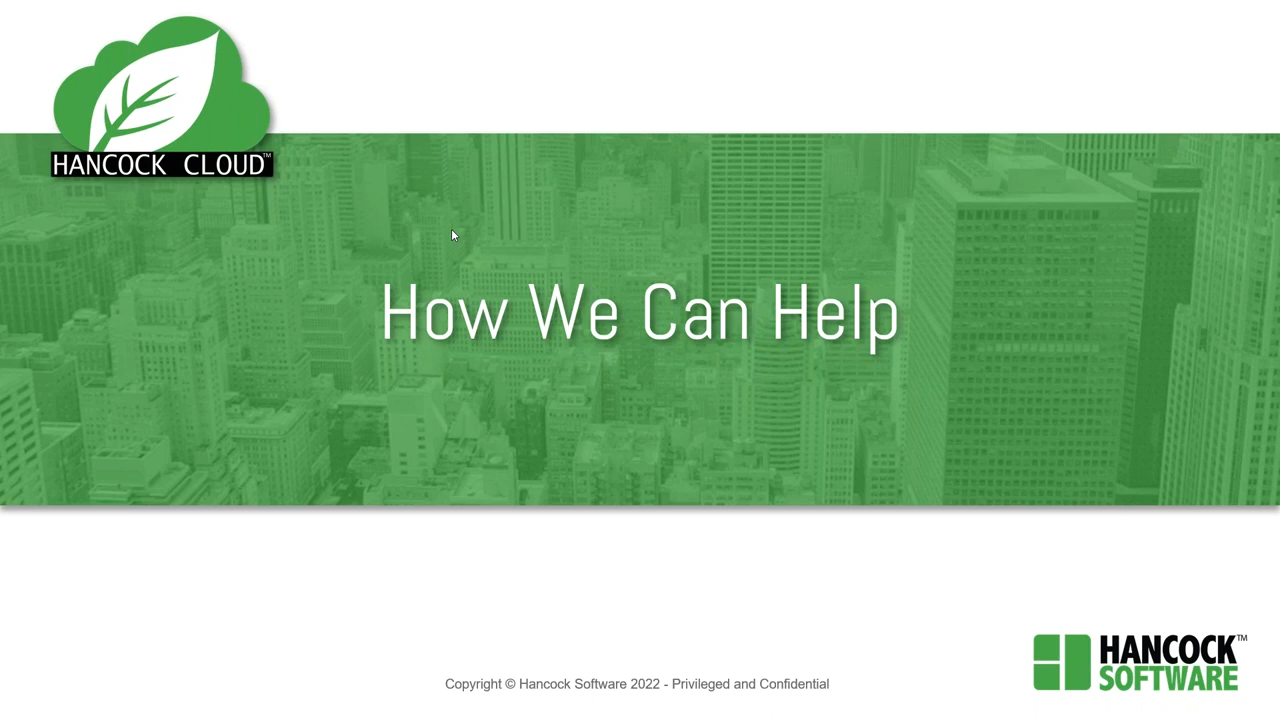 HANCOCK CLOUD™
How We Can Help
HANCOCK™
SOFTWARE
Copyright © Hancock Software 2022 - Privileged and Confidential